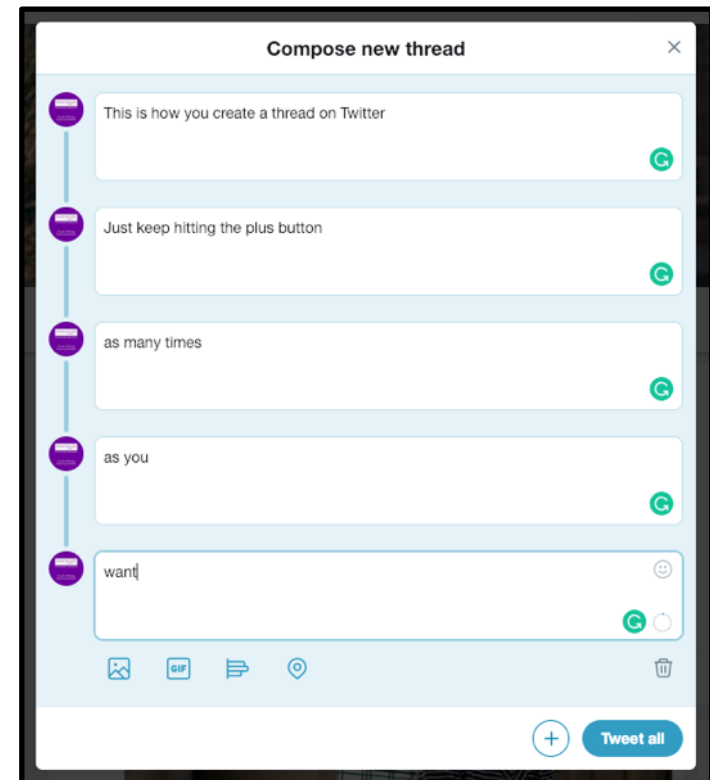 Compose new thread
This is how you create a thread on Twitter
Just keep hitting the plus button
as many times
as you
want
GIF
Tweet all